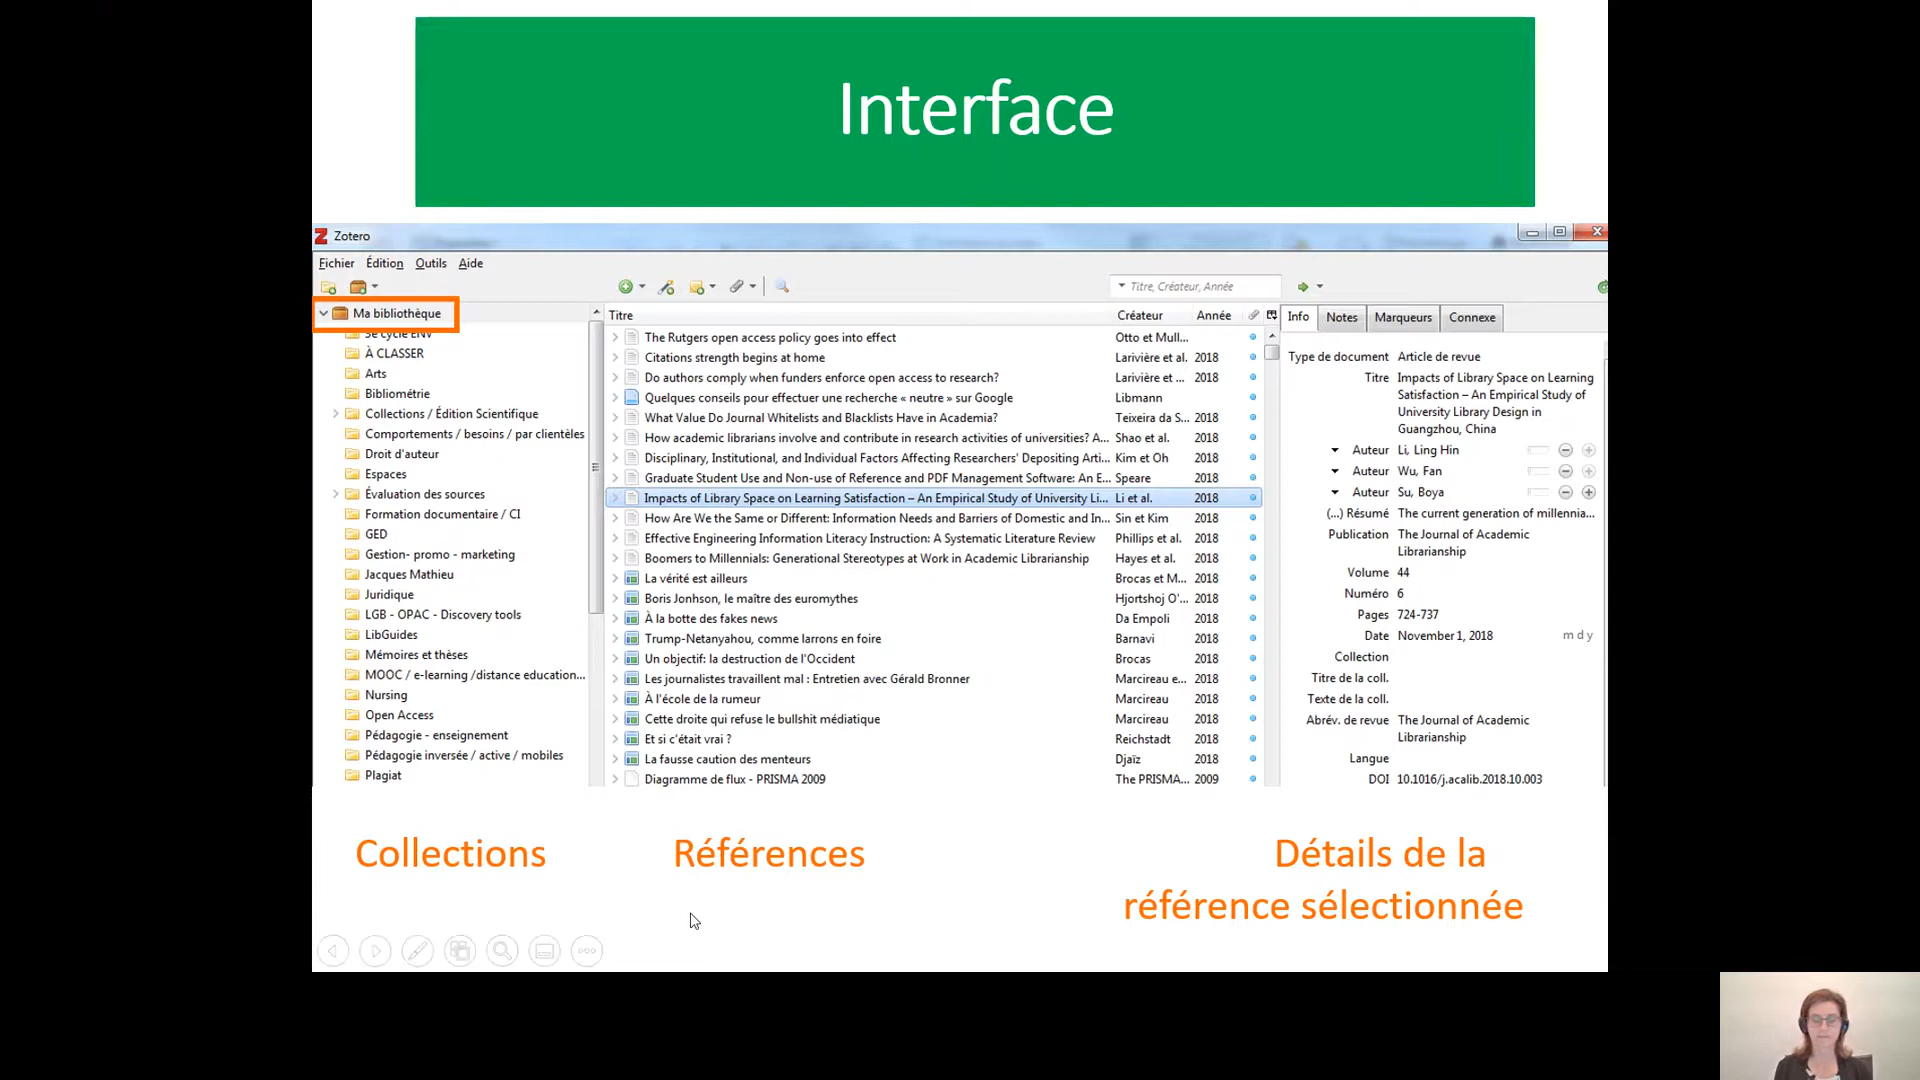 Interface
Zotero
Fichier Édition Outils Aide
Titre, Créateur, Année
Ma bibliothèque
3e cycle ENV
À CLASSER
Arts
Bibliométrie
Collections / Édition Scientifique
Comportements / besoins / par clientèles
Droit d'auteur
Espaces
Évaluation des sources
Formation documentaire / CI
GED
Gestion- promo - marketing
Jacques Mathieu
Juridique
LGB - OPAC - Discovery tools
LibGuides
Mémoires et thèses
MOOC / e-learning /distance education...
Nursing
Open Access
Pédagogie - enseignement
Pédagogie inversée / active / mobiles
Plagiat
Titre Créateur Année
The Rutgers open access policy goes into effect Otto et Mull...
Citations strength begins at home Larivière et al. 2018
Do authors comply when funders enforce open access to research? Larivière et ... 2018
Quelques conseils pour effectuer une recherche « neutre » sur Google Libmann
What Value Do Journal Whitelists and Blacklists Have in Academia? Teixeira da S... 2018
How academic librarians involve and contribute in research activities of universities? A... Shao et al. 2018
Disciplinary, Institutional, and Individual Factors Affecting Researchers' Depositing Arti... Kim et Oh 2018
Graduate Student Use and Non-use of Reference and PDF Management Software: An E... Speare 2018
Impacts of Library Space on Learning Satisfaction – An Empirical Study of University Li... Li et al. 2018
How Are We the Same or Different: Information Needs and Barriers of Domestic and In... Sin et Kim 2018
Effective Engineering Information Literacy Instruction: A Systematic Literature Review Phillips et al. 2018
Boomers to Millennials: Generational Stereotypes at Work in Academic Librarianship Hayes et al. 2018
La vérité est ailleurs Brocas et M... 2018
Boris Jonhson, le maître des euromythes Hjortshoj O'... 2018
À la botte des fakes news Da Empoli 2018
Trump-Netanyahou, comme larrons en foire Barnavi 2018
Un objectif: la destruction de l'Occident Brocas 2018
Les journalistes travaillent mal : Entretien avec Gérald Bronner Marcireau e... 2018
À l'école de la rumeur Marcireau 2018
Cette droite qui refuse le bullshit médiatique Marcireau 2018
Et si c'était vrai ? Reichstadt 2018
La fausse caution des menteurs Djaïz 2018
Diagramme de flux - PRISMA 2009 The PRISMA... 2009
Info Notes Marqueurs Connexe
Type de document Article de revue
Titre Impacts of Library Space on Learning
Satisfaction – An Empirical Study of
University Library Design in
Guangzhou, China
Auteur Li, Ling Hin
Auteur Wu, Fan
Auteur Su, Boya
(...) Résumé The current generation of millennia...
Publication The Journal of Academic
Librarianship
Volume 44
Numéro 6
Pages 724-737
Date November 1, 2018 m d y
Collection
Titre de la coll.
Texte de la coll.
Abrév. de revue The Journal of Academic
Librarianship
Langue
DOI 10.1016/j.acalib.2018.10.003
Collections
Références
Détails de la
référence sélectionnée